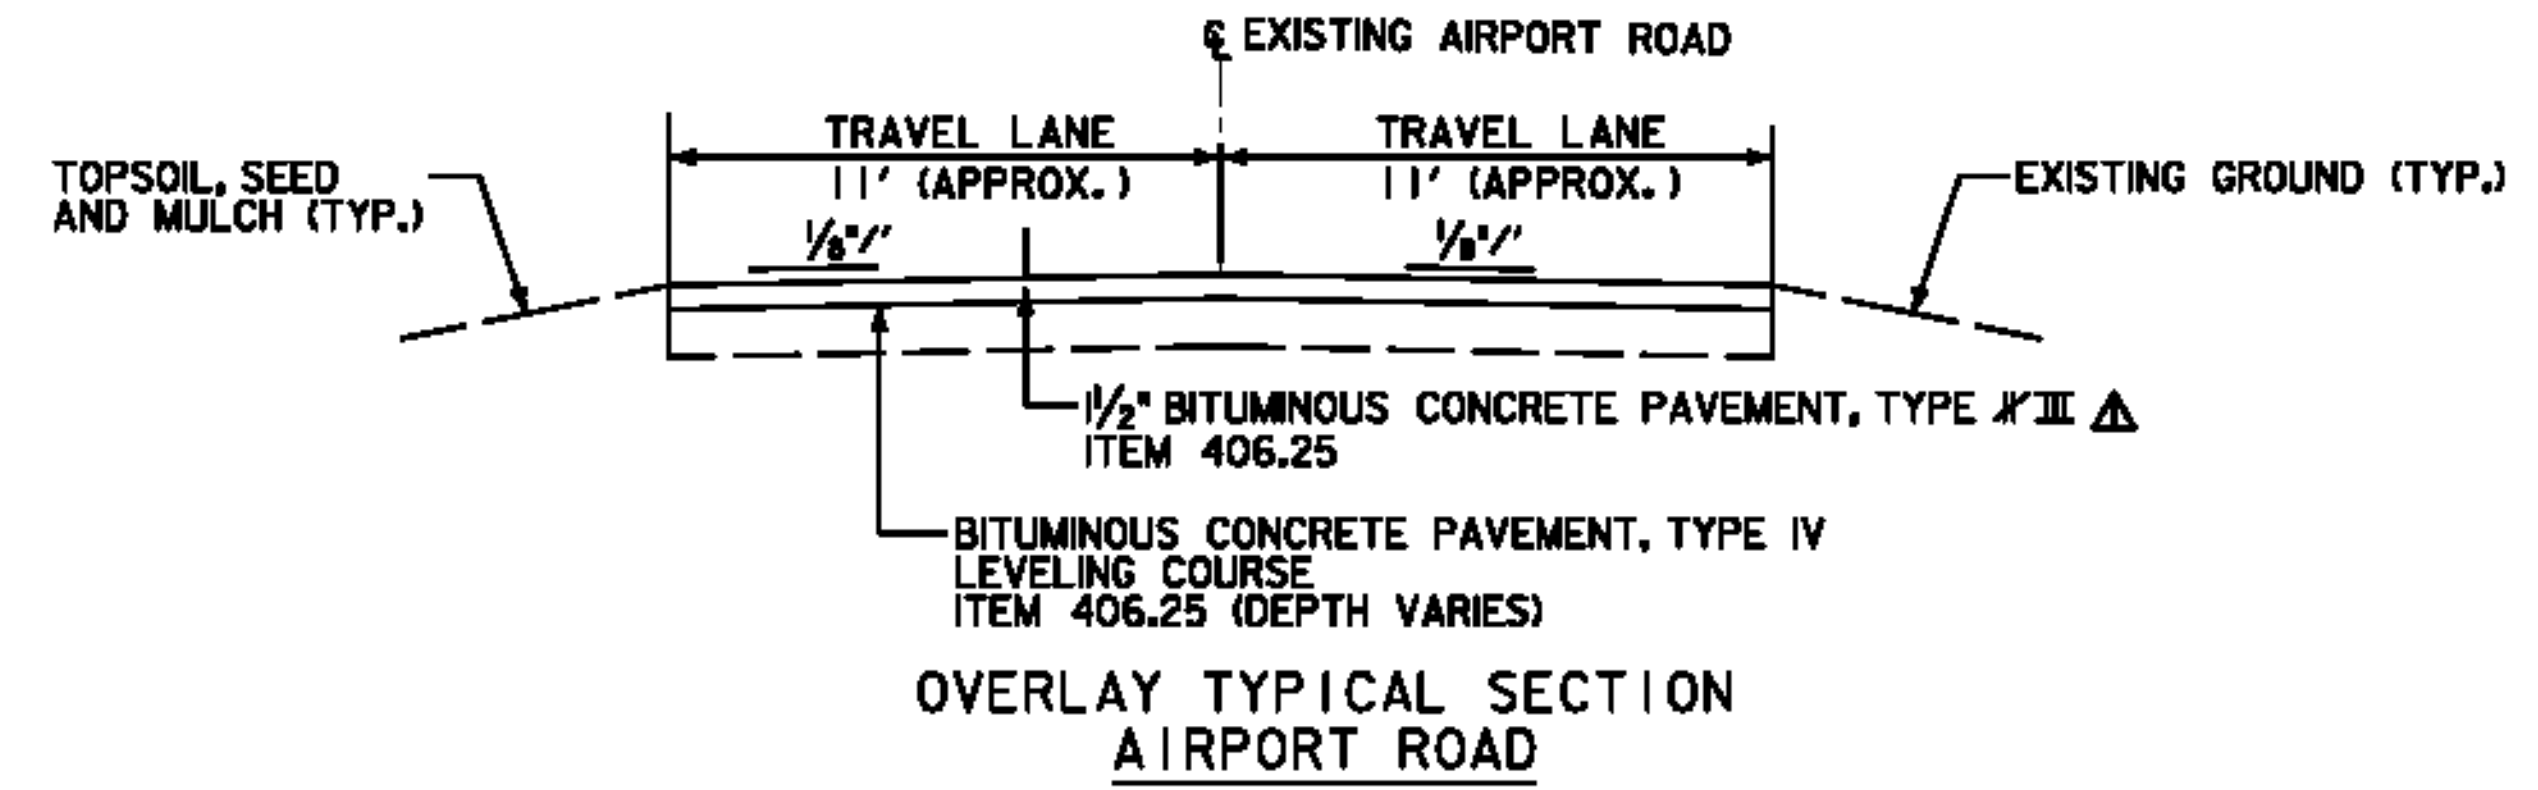 ℄ EXISTING AIRPORT ROAD
TRAVEL LANE
TRAVEL LANE
11' (APPROX.)
11' (APPROX.)
TOPSOIL, SEED
AND MULCH (TYP.)
EXISTING GROUND (TYP.)
1/8"/'
1/8"/'
1 1/2" BITUMINOUS CONCRETE PAVEMENT, TYPE III
ITEM 406.25
BITUMINOUS CONCRETE PAVEMENT, TYPE IV
LEVELING COURSE
ITEM 406.25 (DEPTH VARIES)
OVERLAY TYPICAL SECTION
AIRPORT ROAD